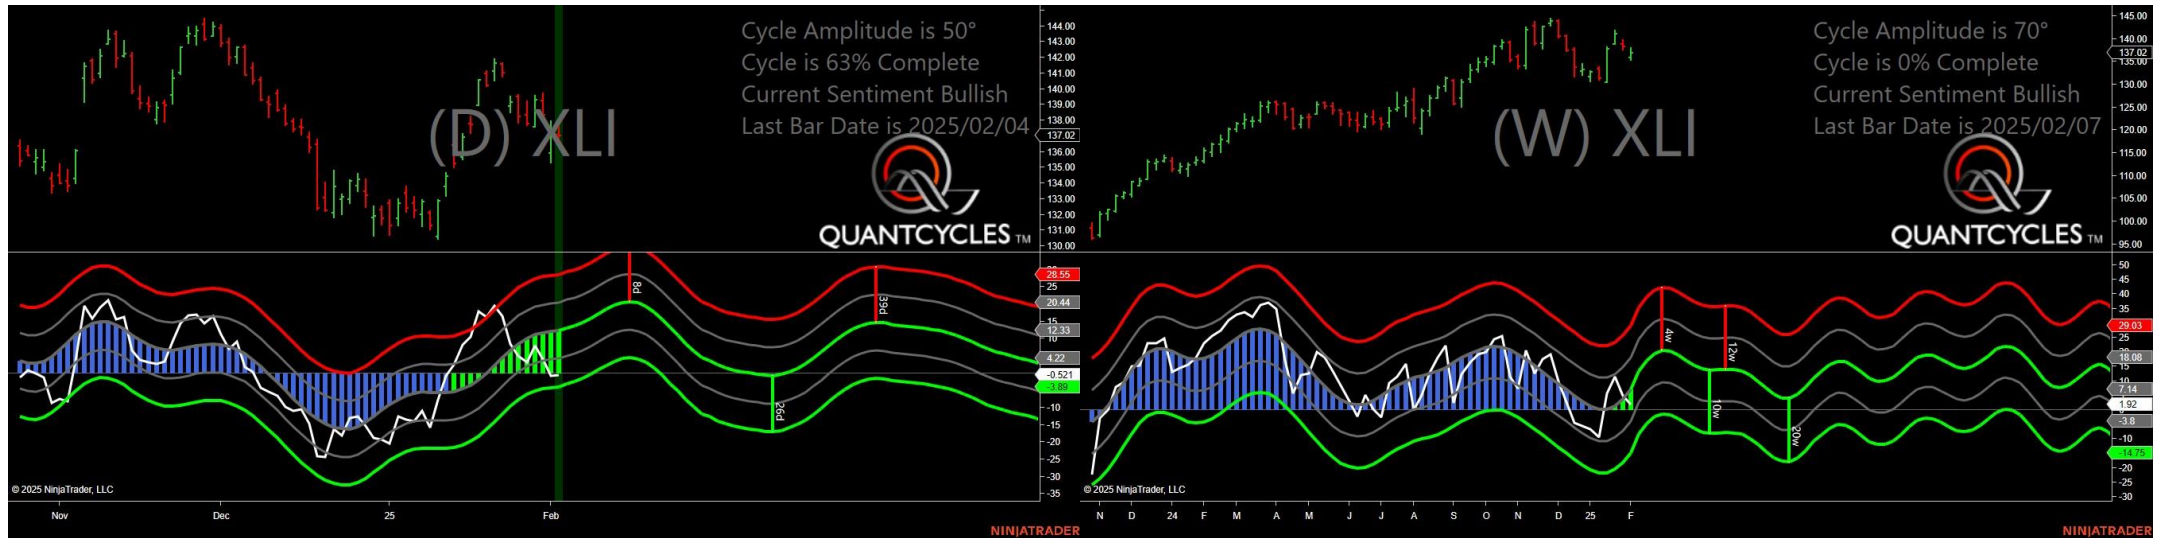 Cycle Amplitude is 50°
Cycle is 63% Complete
Current Sentiment Bullish
Last Bar Date is 2025/02/04
(D) XLI
QUANTCYCLES TM
144.00
143.00
142.00
141.00
140.00
139.00
138.00
137.02
136.00
135.00
134.00
133.00
132.00
131.00
130.00
8d
39d
26d
28.55
25
20.44
15
12.33
10
4.22
-0.521
-3.89
-10
-15
-20
-25
-30
-35
© 2025 NinjaTrader, LLC
Nov
Dec
25
Feb
NINJATRADER
Cycle Amplitude is 70°
Cycle is 0% Complete
Current Sentiment Bullish
Last Bar Date is 2025/02/07
(W) XLI
QUANTCYCLES TM
145.00
140.00
137.02
135.00
130.00
125.00
120.00
115.00
110.00
105.00
100.00
95.00
4w
12w
10w
20w
50
45
40
35
29.03
25
18.08
15
10
7.14
1.92
-3.8
-10
-14.75
-20
-25
-30
© 2025 NinjaTrader, LLC
N D 24 F M A M J J A S O N D 25 F
NINJATRADER